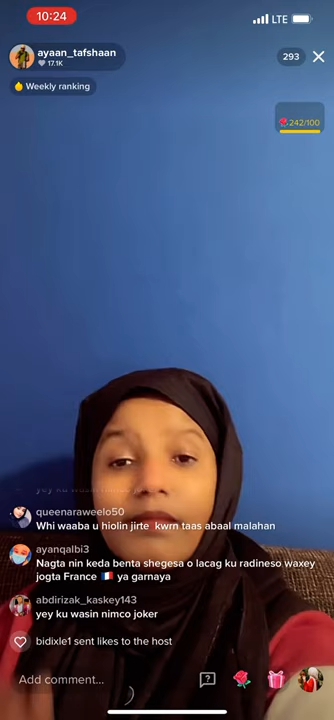 10:24
LTE
ayaan_tafshaan
17.1K
293
Weekly ranking
242/100
queenaraweelo50
Whi waaba u hiolin jirte kwrn taas abaal malahan
ayanqalbi3
Nagta nin keda benta shegesa o lacag ku radineso waxey
jogta France 🇫🇷 ya garnaya
abdirizak_kaskey143
yey ku wasin nimco joker
bidixle1 sent likes to the host
Add comment...